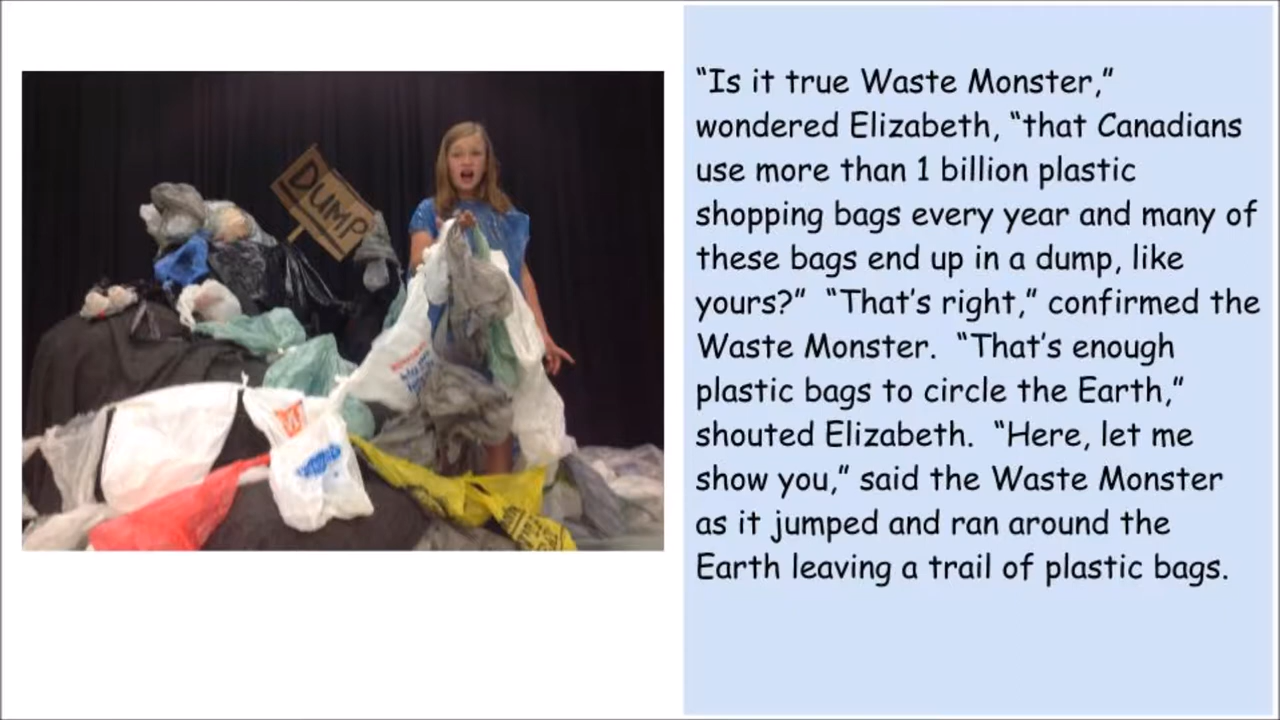 DUMP
“Is it true Waste Monster,”
wondered Elizabeth, “that Canadians
use more than 1 billion plastic
shopping bags every year and many of
these bags end up in a dump, like
yours?”  “That’s right,” confirmed the
Waste Monster.  “That’s enough
plastic bags to circle the Earth,”
shouted Elizabeth.  “Here, let me
show you,” said the Waste Monster
as it jumped and ran around the
Earth leaving a trail of plastic bags.